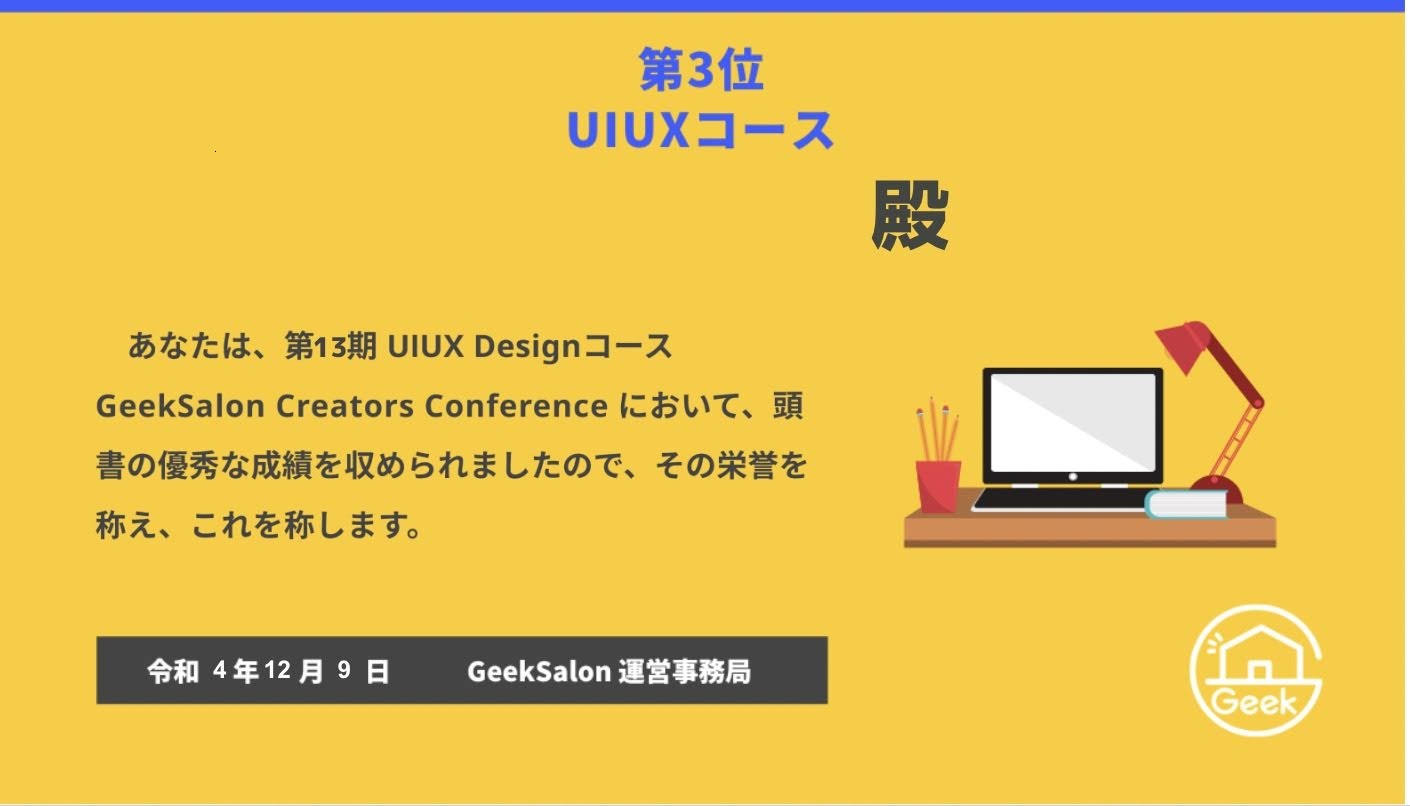 第3位
UIUXコース
殿
あなたは、第13期 UIUX Designコース
GeekSalon Creators Conference において、頭
書の優秀な成績を収められましたので、その栄誉を
称え、これを称します。
令和 4 年 12 月 9 日 GeekSalon 運営事務局
Geek